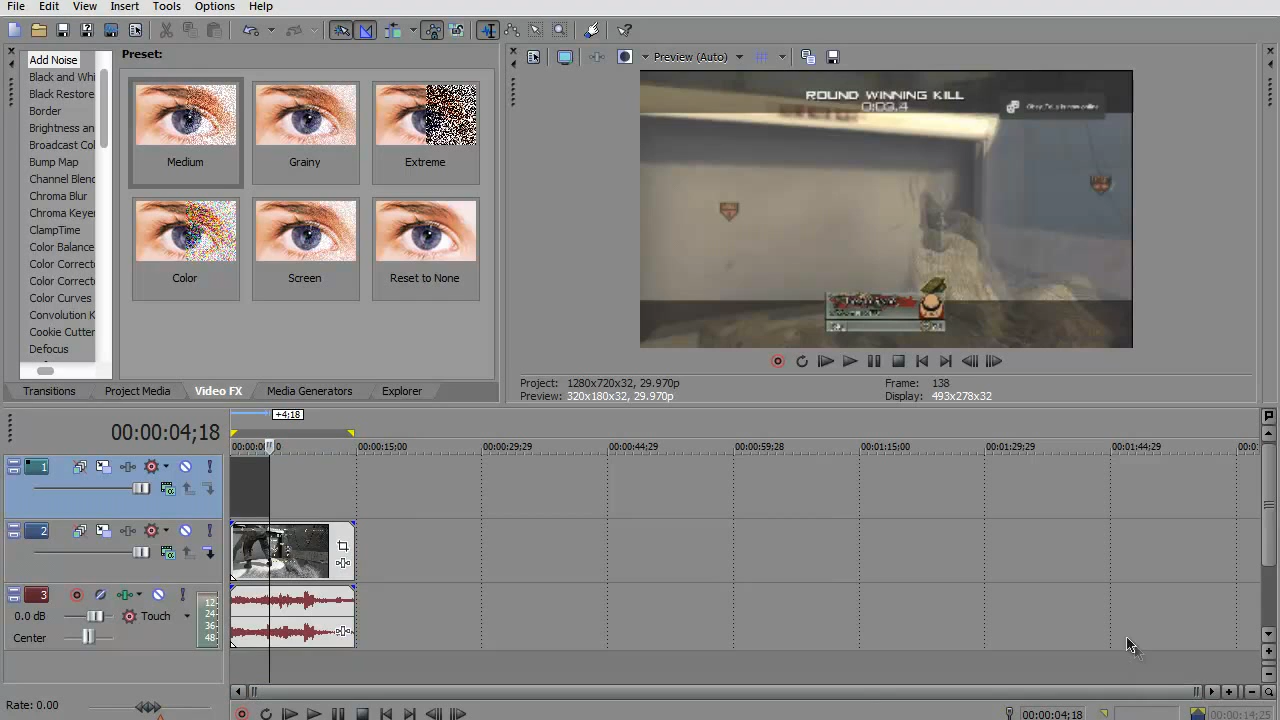 File Edit View Insert Tools Options Help
Add Noise
Black and Whi
Black Restore
Border
Brightness an
Broadcast Col
Bump Map
Channel Blend
Chroma Blur
Chroma Keyer
ClampTime
Color Balance
Color Correcto
Color Correcto
Color Curves
Convolution K
Cookie Cutter
Defocus
Preset:
Medium Grainy Extreme
Color Screen Reset to None
Transitions Project Media Video FX Media Generators Explorer
Preview (Auto)
ROUND WINNING KILL
0:03.4
Project: 1280x720x32, 29.970p
Preview: 320x180x32, 29.970p
Frame: 138
Display: 493x278x32
+4;18
00:00:04;18
00:00:15;00 00:00:29;29 00:00:44;29 00:00:59;28 00:01:15;00 00:01:29;29 00:01:44;29
1
2
3
0.0 dB Touch
Center
12
24
36
48
Rate: 0.00
00:00:04;18 00:00:14;25